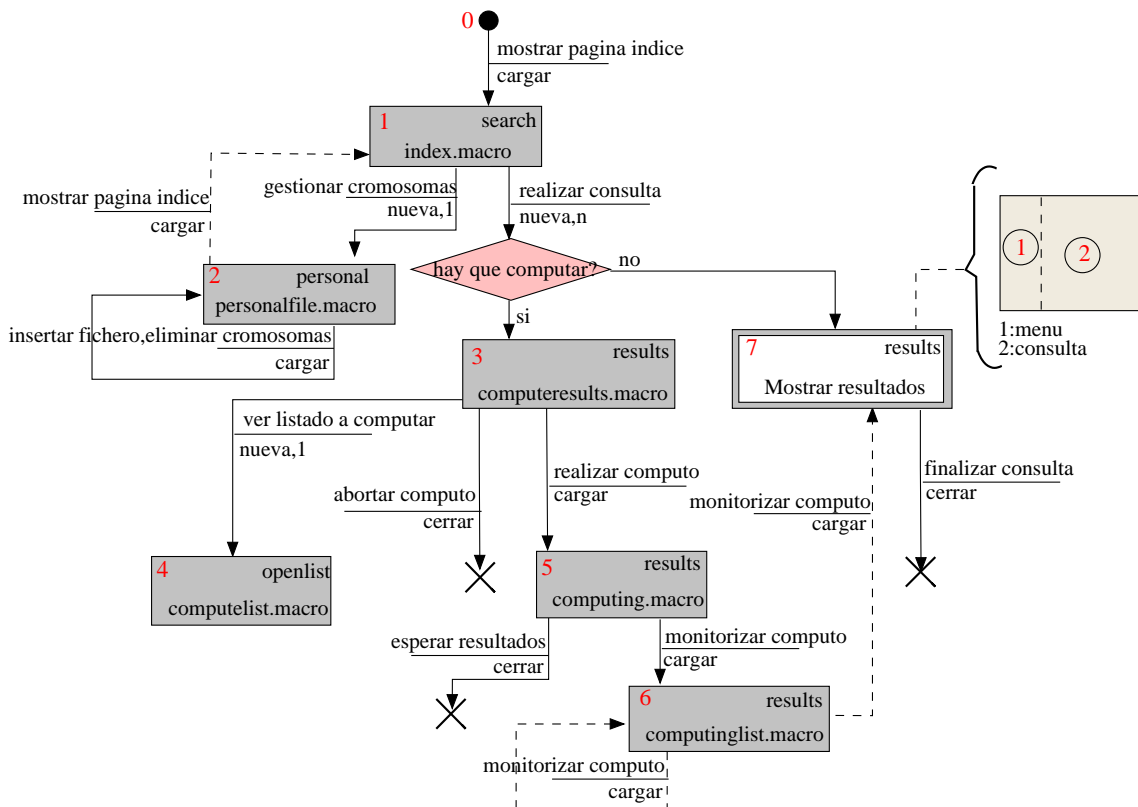 0
mostrar pagina indice
cargar
1
search
index.macro
mostrar pagina indice
cargar
gestionar cromosomas
nueva,1
realizar consulta
nueva,n
2
personal
personalfile.macro
hay que computar?
no
si
insertar fichero,eliminar cromosomas
cargar
1
2
1:menu
2:consulta
3
results
computeresults.macro
7
results
Mostrar resultados
ver listado a computar
nueva,1
abortar computo
cerrar
realizar computo
cargar
monitorizar computo
cargar
finalizar consulta
cerrar
4
openlist
computelist.macro
5
results
computing.macro
esperar resultados
cerrar
monitorizar computo
cargar
6
results
computinglist.macro
monitorizar computo
cargar